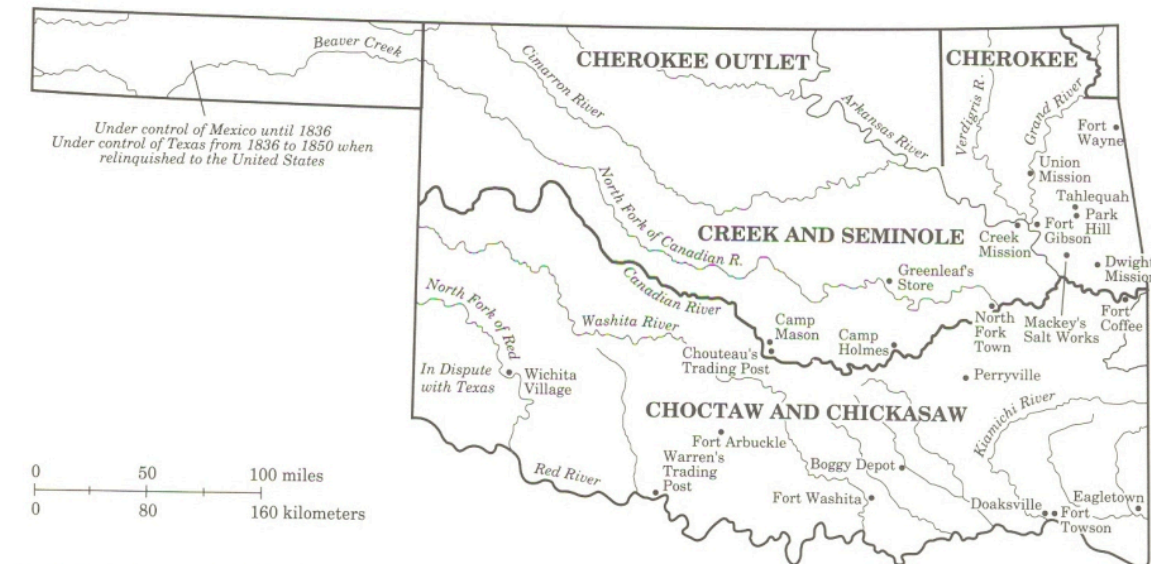 Beaver Creek
Under control of Mexico until 1836
Under control of Texas from 1836 to 1850 when
relinquished to the United States
CHEROKEE OUTLET
CHEROKEE
Cimarron River
Arkansas River
Verdigris R.
Grand River
Fort
Wayne
Union
Mission
Tahlequah
Park
Hill
North Fork of Canadian R.
CREEK AND SEMINOLE
Creek
Mission
Fort
Gibson
Dwight
Mission
Greenleaf's
Store
Canadian River
North Fork of Red
Washita River
Camp
Mason
Chouteau's
Trading Post
Camp
Holmes
North
Fork
Town
Mackey's
Salt Works
Fort
Coffee
In Dispute
with Texas
Wichita
Village
Perryville
CHOCTAW AND CHICKASAW
Kiamichi River
Fort Arbuckle
Warren's
Trading
Post
Red River
Boggy Depot
Fort Washita
Doaksville
Fort
Towson
Eagletown
0 50 100 miles
0 80 160 kilometers